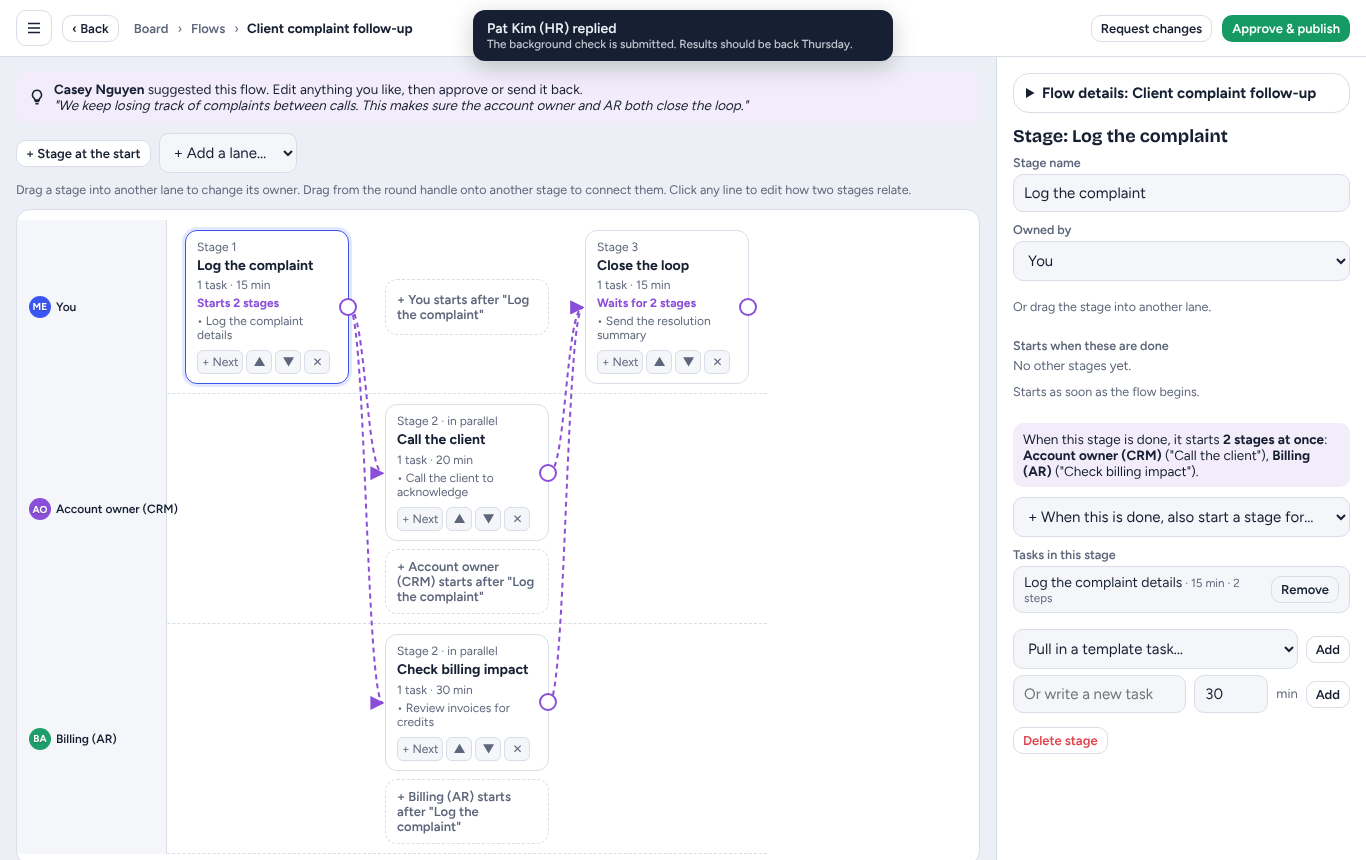 ‹ Back
Board › Flows › Client complaint follow-up
Pat Kim (HR) replied
The background check is submitted. Results should be back Thursday.
Request changes
Approve & publish
Casey Nguyen suggested this flow. Edit anything you like, then approve or send it back.
"We keep losing track of complaints between calls. This makes sure the account owner and AR both close the loop."
+ Stage at the start
+ Add a lane...
Drag a stage into another lane to change its owner. Drag from the round handle onto another stage to connect them. Click any line to edit how two stages relate.
ME You
Stage 1
Log the complaint
1 task · 15 min
Starts 2 stages
• Log the complaint
details
+ Next ▲ ▼ ×
+ You starts after "Log
the complaint"
Stage 3
Close the loop
1 task · 15 min
Waits for 2 stages
• Send the resolution
summary
+ Next ▲ ▼ ×
AO Account owner (CRM)
Stage 2 · in parallel
Call the client
1 task · 20 min
• Call the client to
acknowledge
+ Next ▲ ▼ ×
+ Account owner
(CRM) starts after "Log
the complaint"
BA Billing (AR)
Stage 2 · in parallel
Check billing impact
1 task · 30 min
• Review invoices for
credits
+ Next ▲ ▼ ×
+ Billing (AR) starts
after "Log the
complaint"
▶ Flow details: Client complaint follow-up
Stage: Log the complaint
Stage name
Log the complaint
Owned by
You
Or drag the stage into another lane.
Starts when these are done
No other stages yet.
Starts as soon as the flow begins.
When this stage is done, it starts 2 stages at once:
Account owner (CRM) ("Call the client"), Billing
(AR) ("Check billing impact").
+ When this is done, also start a stage for...
Tasks in this stage
Log the complaint details · 15 min · 2
steps
Remove
Pull in a template task...
Add
Or write a new task
30
min
Add
Delete stage